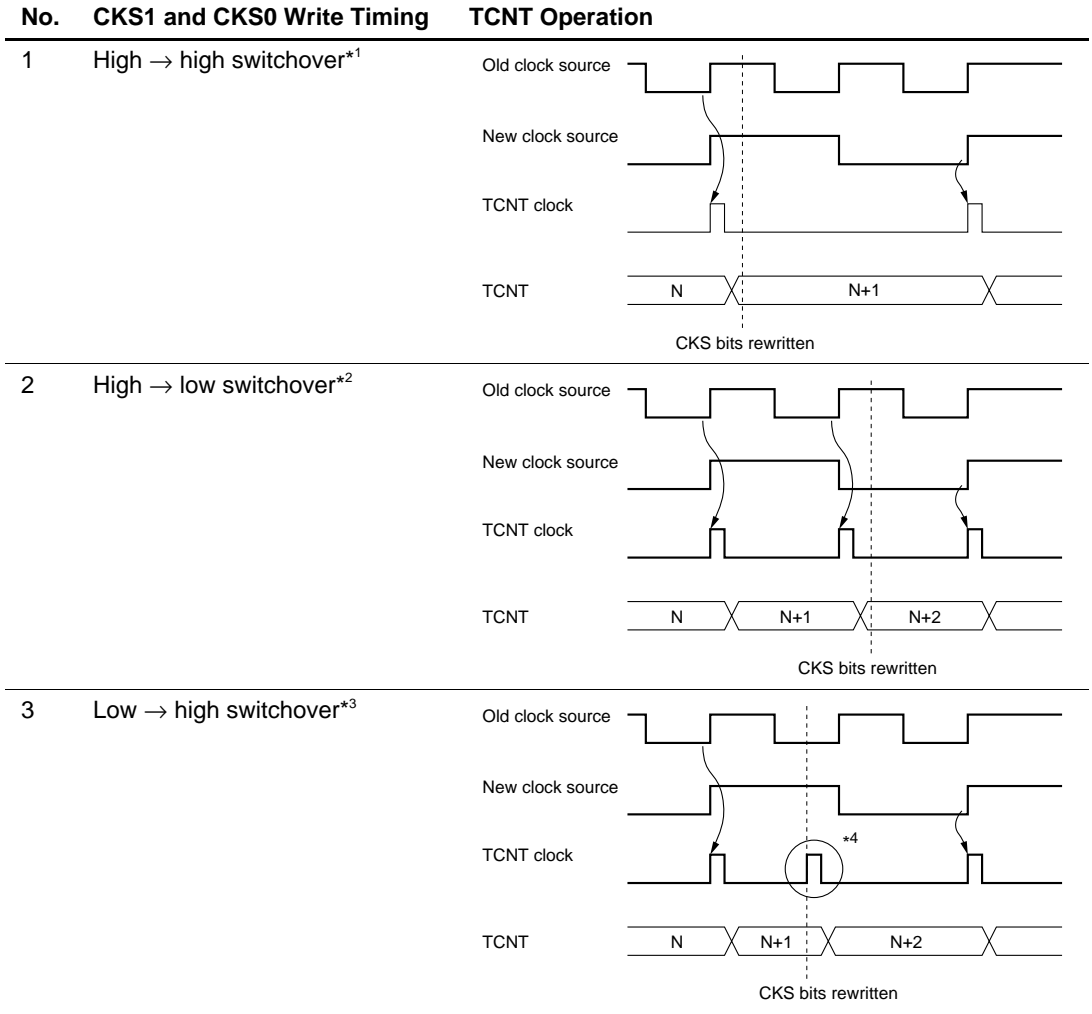 No. CKS1 and CKS0 Write Timing TCNT Operation
1 High → high switchover*1
Old clock source
New clock source
TCNT clock
TCNT N N+1
CKS bits rewritten
2 High → low switchover*2
Old clock source
New clock source
TCNT clock
TCNT N N+1 N+2
CKS bits rewritten
3 Low → high switchover*3
Old clock source
New clock source
*4
TCNT clock
TCNT N N+1 N+2
CKS bits rewritten